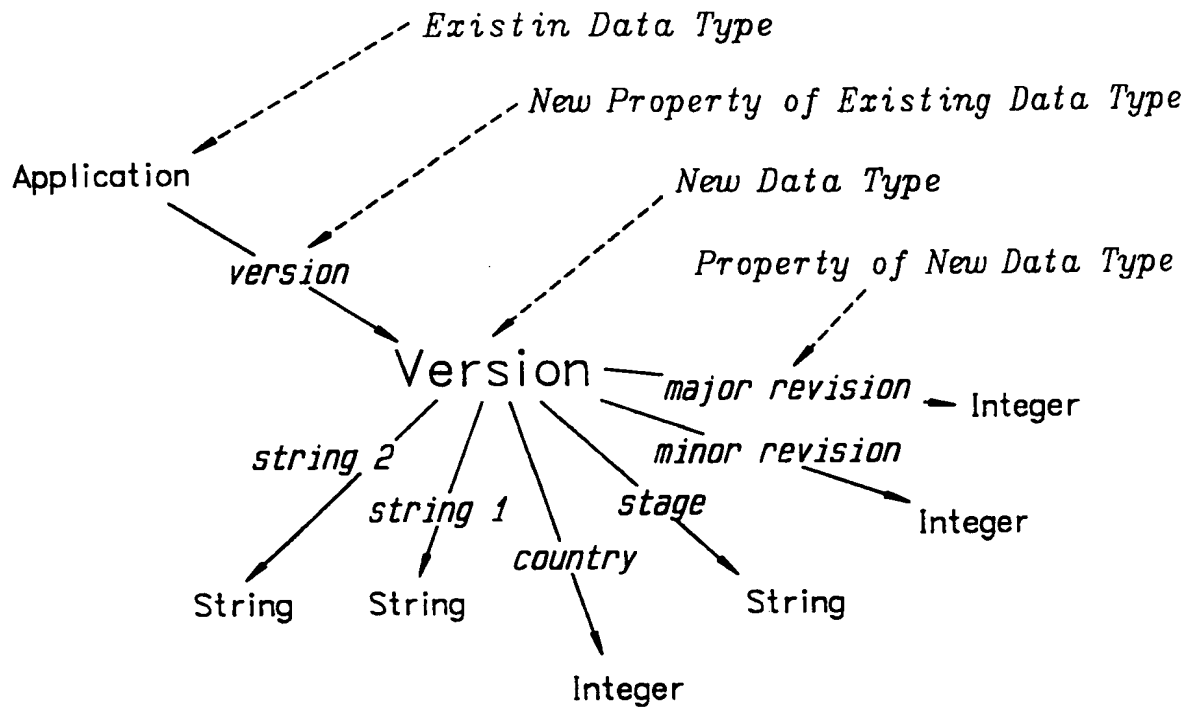 Existin Data Type
New Property of Existing Data Type
Application
New Data Type
version
Property of New Data Type
Version
major revision
Integer
string 2
minor revision
string 1
stage
Integer
country
String
String
String
Integer